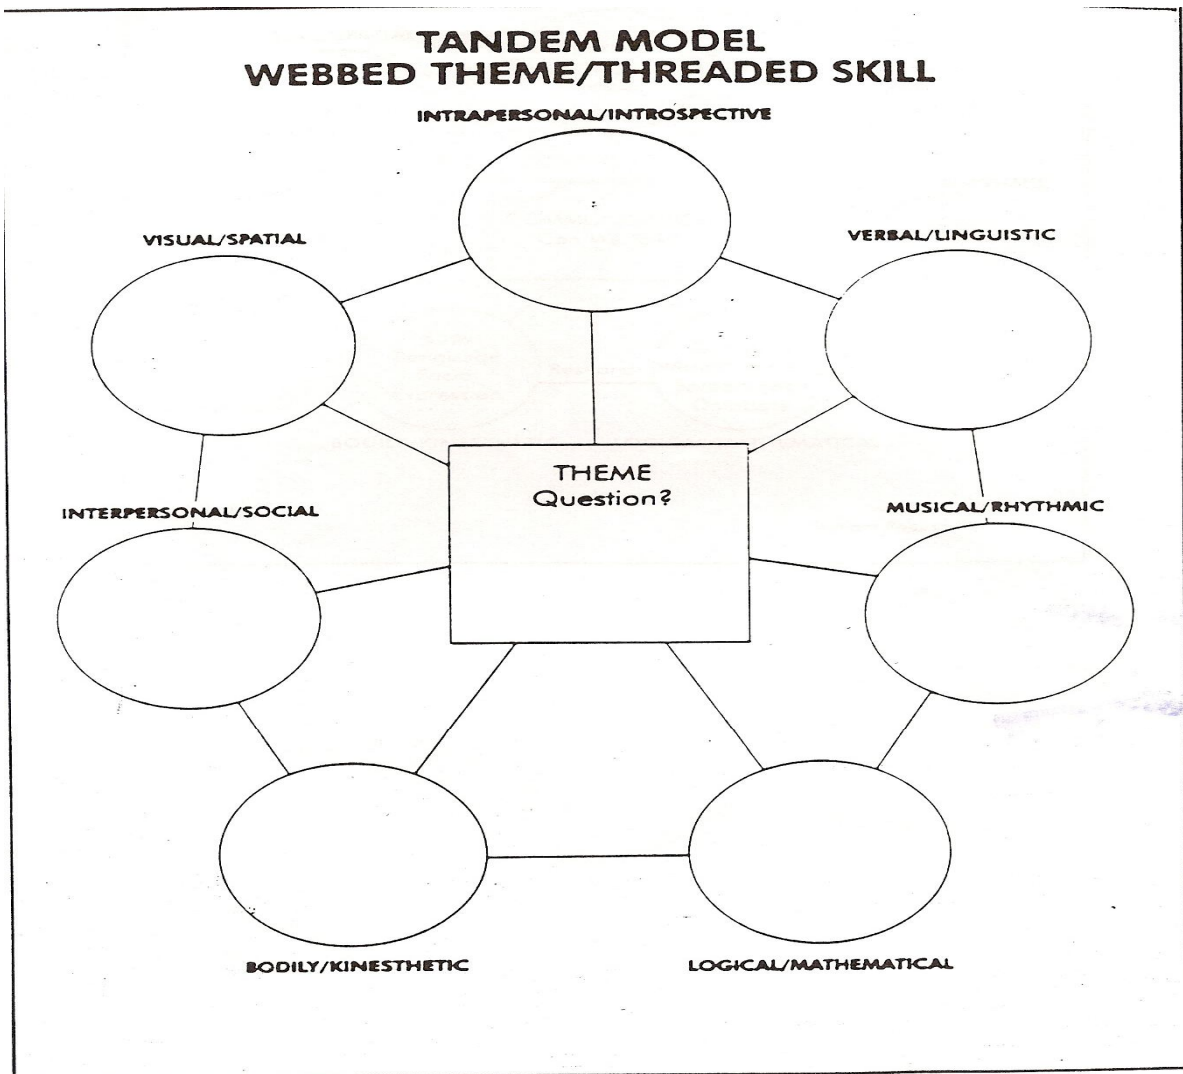 TANDEM MODEL
WEBBED THEME/THREADED SKILL
INTRAPERSONAL/INTROSPECTIVE
VISUAL/SPATIAL
VERBAL/LINGUISTIC
THEME
Question?
INTERPERSONAL/SOCIAL
MUSICAL/RHYTHMIC
BODILY/KINESTHETIC
LOGICAL/MATHEMATICAL